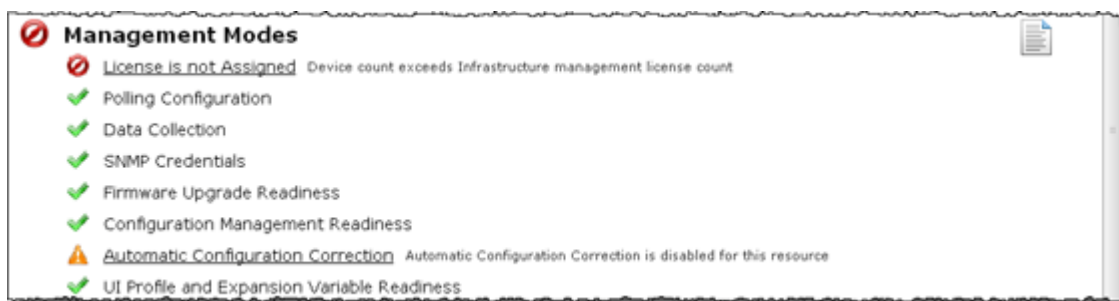 Management Modes
License is not Assigned Device count exceeds Infrastructure management license count
Polling Configuration
Data Collection
SNMP Credentials
Firmware Upgrade Readiness
Configuration Management Readiness
Automatic Configuration Correction Automatic Configuration Correction is disabled for this resource
UI Profile and Expansion Variable Readiness